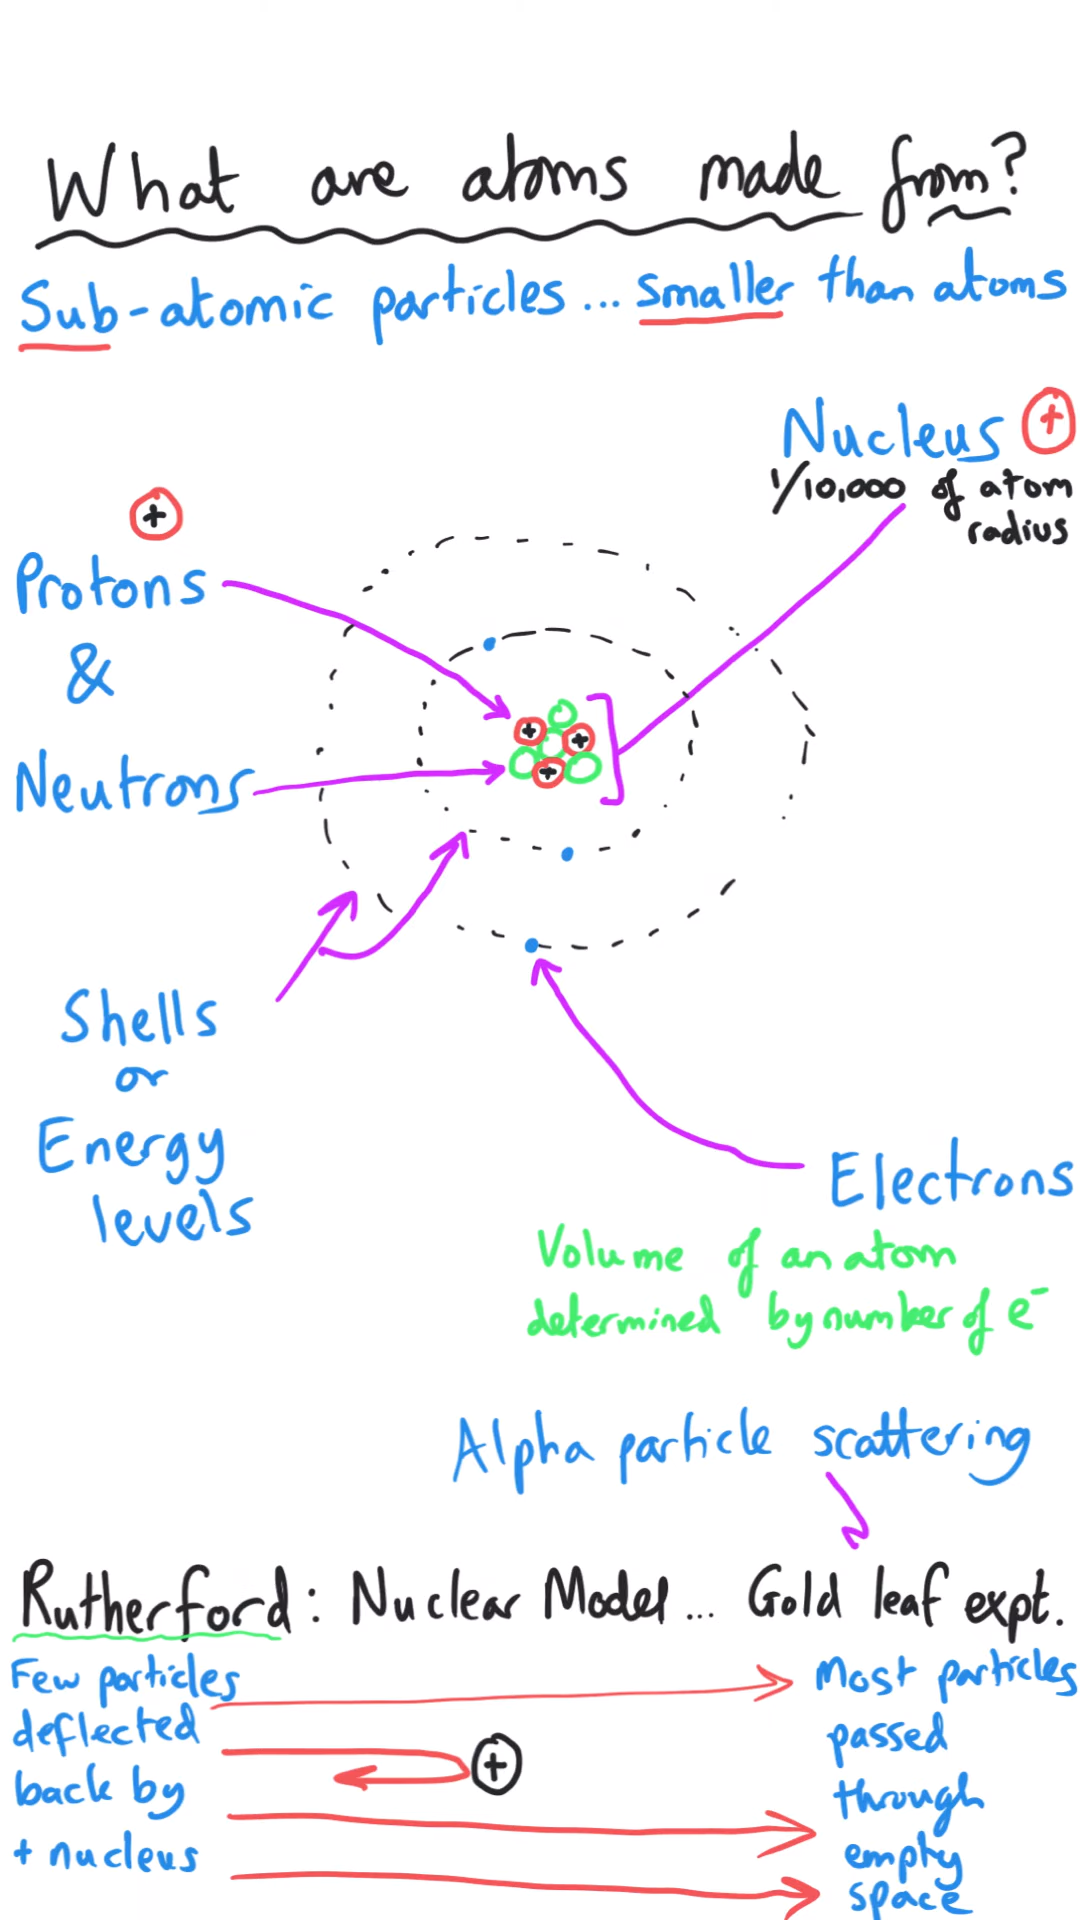 What are atoms made from?
Sub-atomic particles... smaller than atoms
Nucleus +
1/10,000 of atom
radius
+
Protons
&
Neutrons
+ +
+
Shells
or
Energy
levels
Electrons
Volume of an atom
determined by number of e⁻
Alpha particle scattering
Rutherford: Nuclear Model... Gold leaf expt.
Few particles
deflected
back by
+ nucleus
+
Most particles
passed
through
empty
space